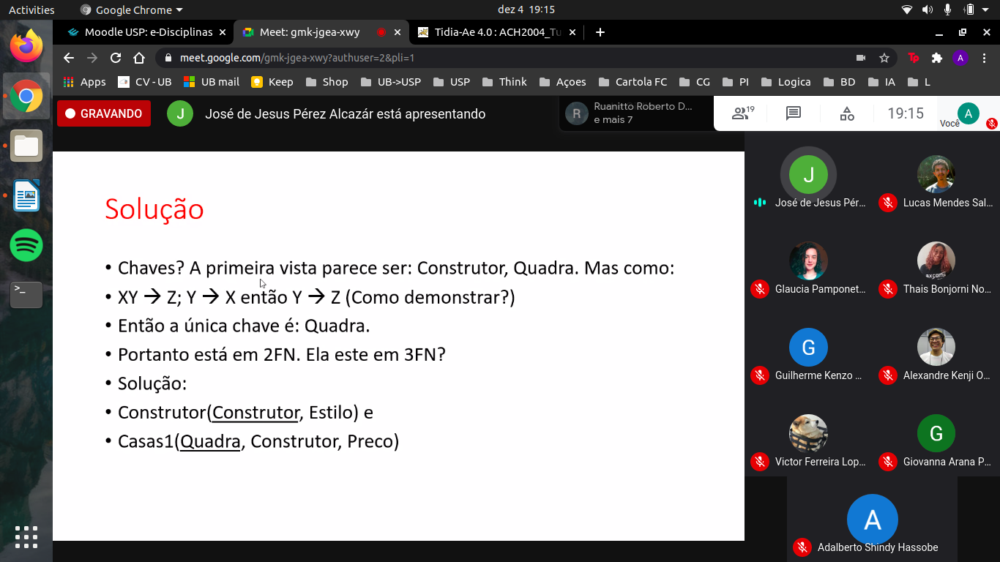 Activities
Google Chrome
dez 4 19:15
Moodle USP: e-Disciplinas
Meet: gmk-jgea-xwy
Tidia-Ae 4.0 : ACH2004_Tu
meet.google.com/gmk-jgea-xwy?authuser=2&pli=1
Tp
A
Apps
CV - UB
UB mail
Keep
Shop
UB->USP
USP
Think
Açoes
Cartola FC
CG
PI
Logica
BD
IA
L
GRAVANDO
J
José de Jesus Pérez Alcazár está apresentando
R
Ruanitto Roberto D...
e mais 7
19
19:15
Você
A
Solução
• Chaves? A primeira vista parece ser: Construtor, Quadra. Mas como:
• XY → Z; Y → X então Y → Z (Como demonstrar?)
• Então a única chave é: Quadra.
• Portanto está em 2FN. Ela este em 3FN?
• Solução:
• Construtor(Construtor, Estilo) e
• Casas1(Quadra, Construtor, Preco)
J
José de Jesus Pér...
Lucas Mendes Sal...
Glaucia Pamponet...
Thais Bonjorni No...
G
Guilherme Kenzo ...
Alexandre Kenji O...
Victor Ferreira Lop...
G
Giovanna Arana P...
A
Adalberto Shindy Hassobe
>_